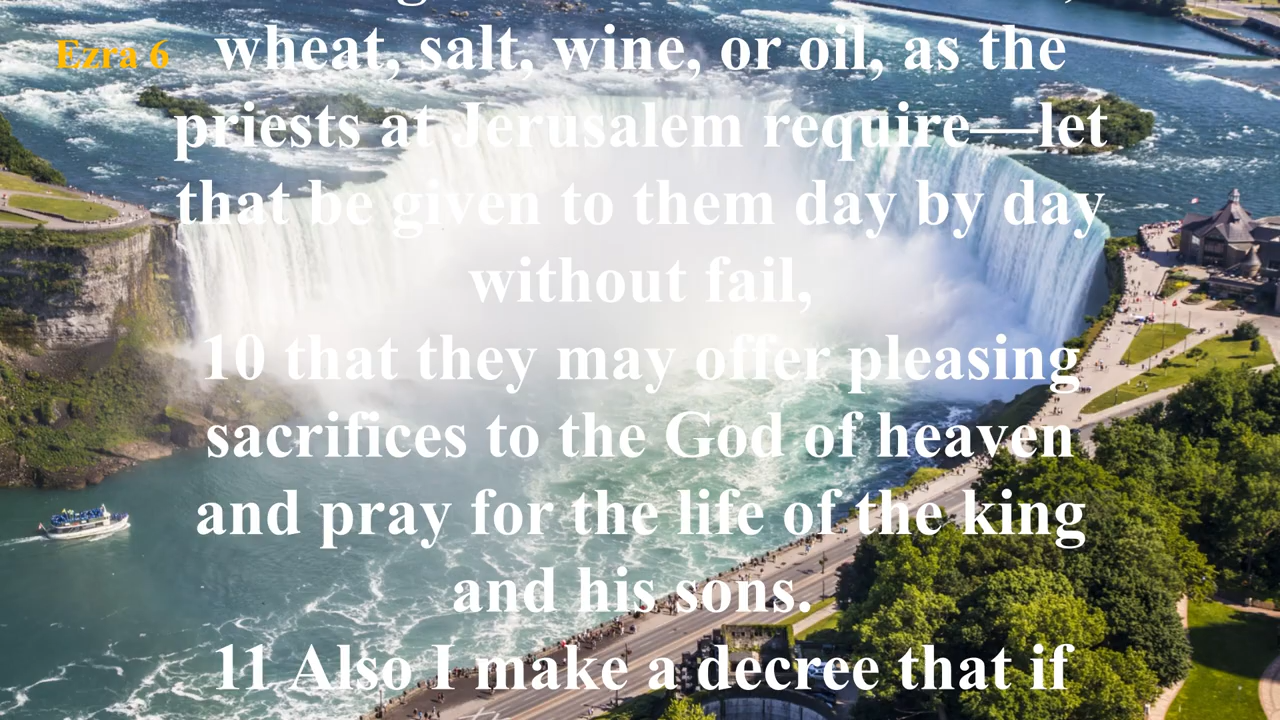 Ezra 6
wheat, salt, wine, or oil, as the
priests at Jerusalem require—let
that be given to them day by day
without fail,
10 that they may offer pleasing
sacrifices to the God of heaven
and pray for the life of the king
and his sons.
11 Also I make a decree that if